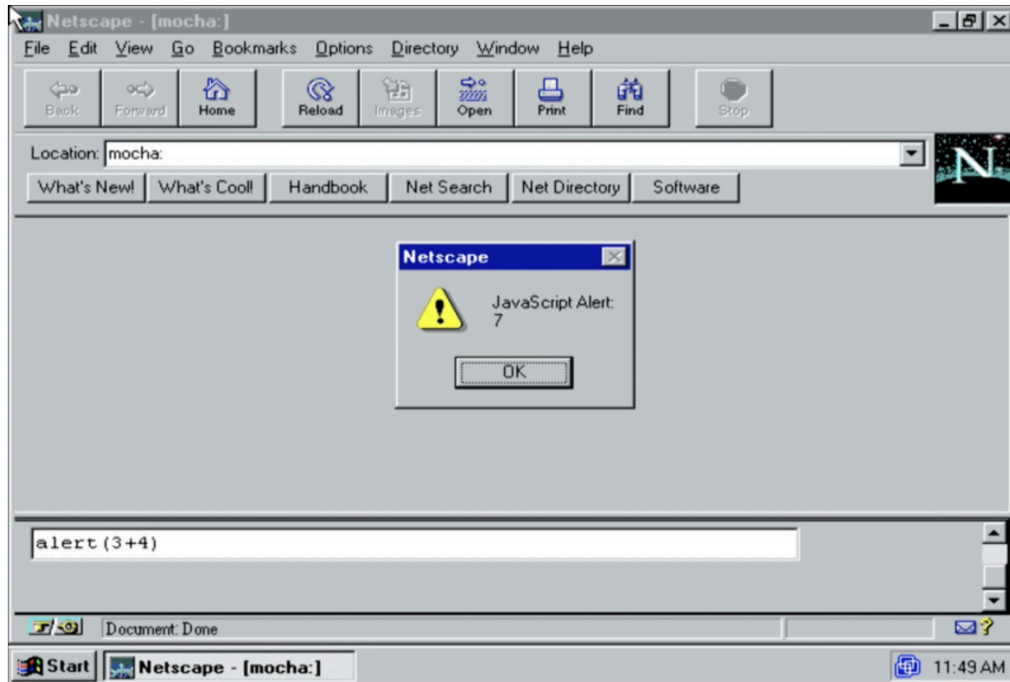 Netscape - [mocha:]
File Edit View Go Bookmarks Options Directory Window Help
Back Forward Home Reload Images Open Print Find Stop
Location: mocha:
N
What's New! What's Cool! Handbook Net Search Net Directory Software
Netscape
JavaScript Alert:
7
OK
alert(3+4)
Document: Done
Start Netscape - [mocha:] 11:49 AM